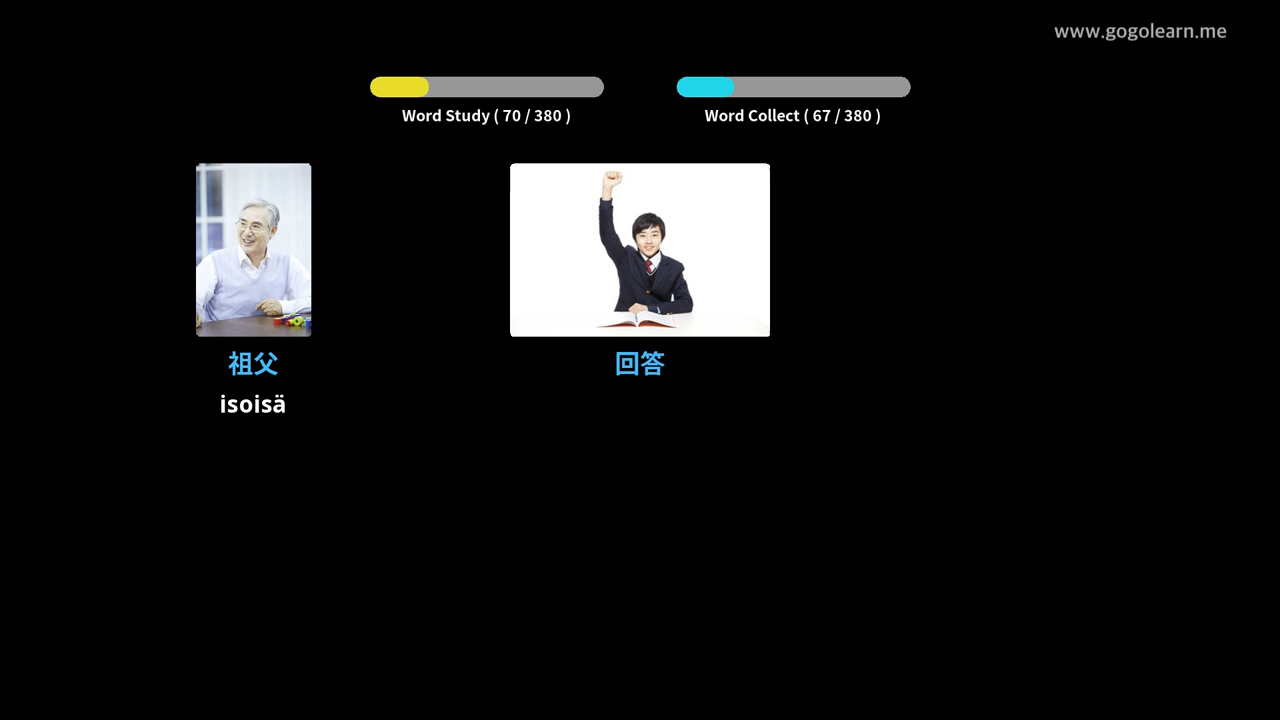 www.gogolearn.me
Word Study ( 70 / 380 )
Word Collect ( 67 / 380 )
祖父
回答
isoisä